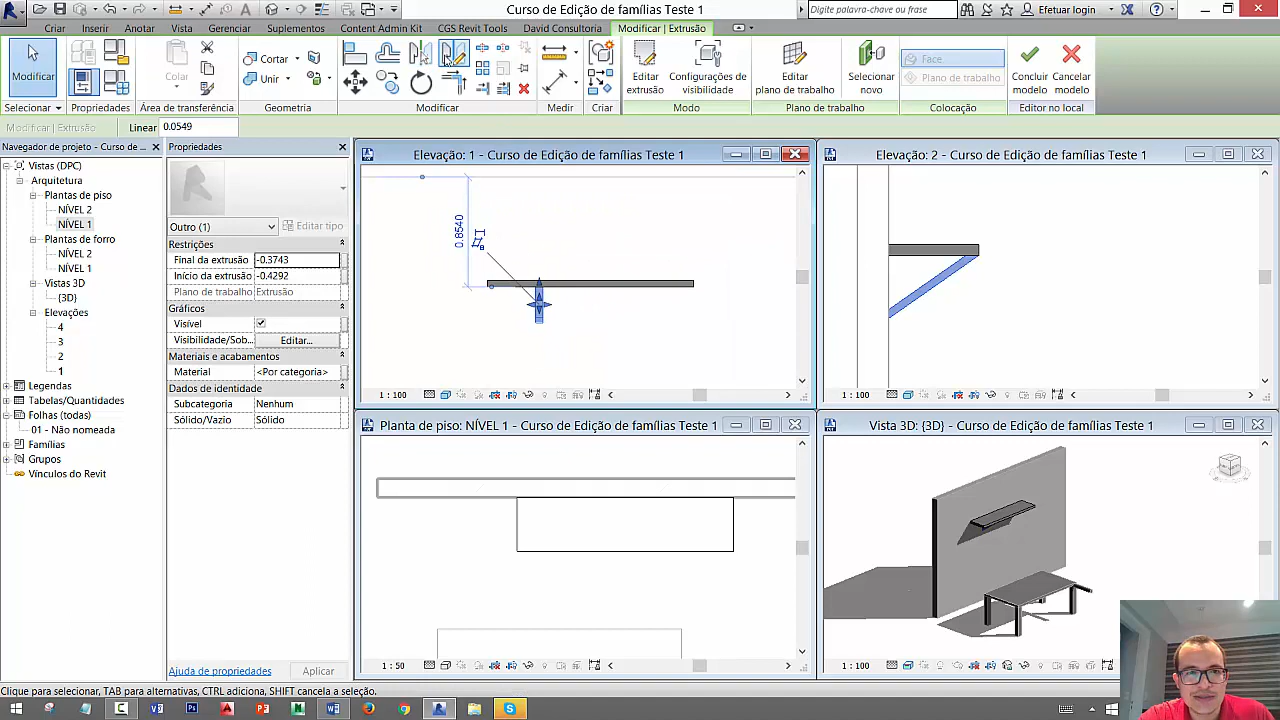 Curso de Edição de famílias Teste 1
Digite palavra-chave ou frase
Efetuar login
Criar
Inserir
Anotar
Vista
Gerenciar
Suplementos
Content Admin Kit
CGS Revit Tools
David Consultoria
Modificar | Extrusão
Modificar
Colar
Cortar
Unir
Editar
extrusão
Configurações de
visibilidade
Editar
plano de trabalho
Selecionar
novo
Face
Plano de trabalho
Concluir
modelo
Cancelar
modelo
Selecionar
Propriedades
Área de transferência
Geometria
Modificar
Medir
Criar
Modo
Plano de trabalho
Colocação
Editor no local
Modificar | Extrusão
Linear
0.0549
Navegador de projeto - Curso de ...
Vistas (DPC)
Arquitetura
Plantas de piso
NÍVEL 2
NÍVEL 1
Plantas de forro
NÍVEL 2
NÍVEL 1
Vistas 3D
{3D}
Elevações
4
3
2
1
Legendas
Tabelas/Quantidades
Folhas (todas)
01 - Não nomeada
Famílias
Grupos
Vínculos do Revit
Propriedades
Outro (1)
Editar tipo
Restrições
Final da extrusão
-0.3743
Início da extrusão
-0.4292
Plano de trabalho
Extrusão
Gráficos
Visível
Visibilidade/Sob...
Editar...
Materiais e acabamentos
Material
<Por categoria>
Dados de identidade
Subcategoria
Nenhum
Sólido/Vazio
Sólido
Ajuda de propriedades
Aplicar
Elevação: 1 - Curso de Edição de famílias Teste 1
0.8540
1 : 100
Elevação: 2 - Curso de Edição de famílias Teste 1
1 : 100
Planta de piso: NÍVEL 1 - Curso de Edição de famílias Teste 1
1 : 50
Vista 3D: {3D} - Curso de Edição de famílias Teste 1
1 : 100
Clique para selecionar, TAB para alternativas, CTRL adiciona, SHIFT cancela a seleção.